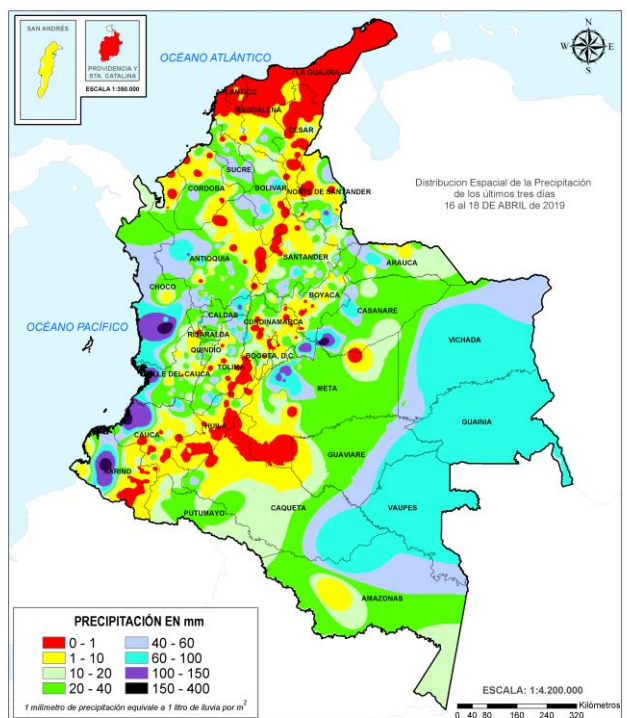 SAN ANDRÉS
PROVIDENCIA Y
STA. CATALINA
ESCALA 1:350.000
OCÉANO ATLÁNTICO
N
W
E
S
LA GUAJIRA
ATLANTICO
MAGDALENA
CESAR
SUCRE
CORDOBA
BOLIVAR
NORTE DE SANTANDER
Distribucion Espacial de la Precipitación
de los últimos tres días
16 al 18 DE ABRIL de 2019
ANTIOQUIA
SANTANDER
ARAUCA
CHOCO
BOYACA
CASANARE
OCÉANO PACÍFICO
CALDAS
CUNDINAMARCA
RISARALDA
VICHADA
QUINDIO
BOGOTA, D.C.
TOLIMA
VALLE DEL CAUCA
META
GUAINIA
CAUCA
HUILA
GUAVIARE
NARIÑO
CAQUETA
VAUPES
PUTUMAYO
AMAZONAS
PRECIPITACIÓN EN mm
0 - 1
40 - 60
1 - 10
60 - 100
10 - 20
100 - 150
20 - 40
150 - 400
1 milimetro de precipitación equivale a 1 litro de lluvia por m²
ESCALA: 1:4.200.000
Kilómetros
0 40 80 160 240 320